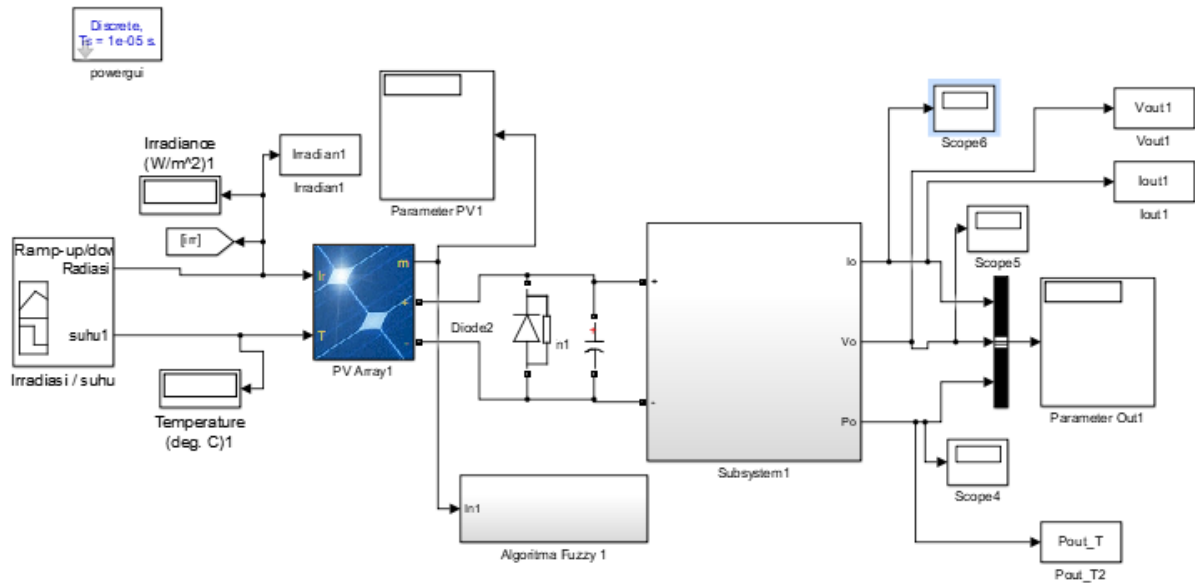 Discrete,
Ts = 1e-05 s.
powergui
Irradiance
(W/m^2)1
Irradian1
Irradian1
[irr]
Parameter PV1
Ramp-up/dow
Radiasi
suhu1
Irradiasi / suhu
Temperature
(deg. C)1
Ir
T
m
+
-
PV Array1
Diode2
n1
+
+
-
Io
Vo
Po
Subsystem1
In1
Algoritma Fuzzy 1
Scope6
Scope5
Scope4
Vout1
Vout1
Iout1
Iout1
Parameter Out1
Pout_T
Pout_T2